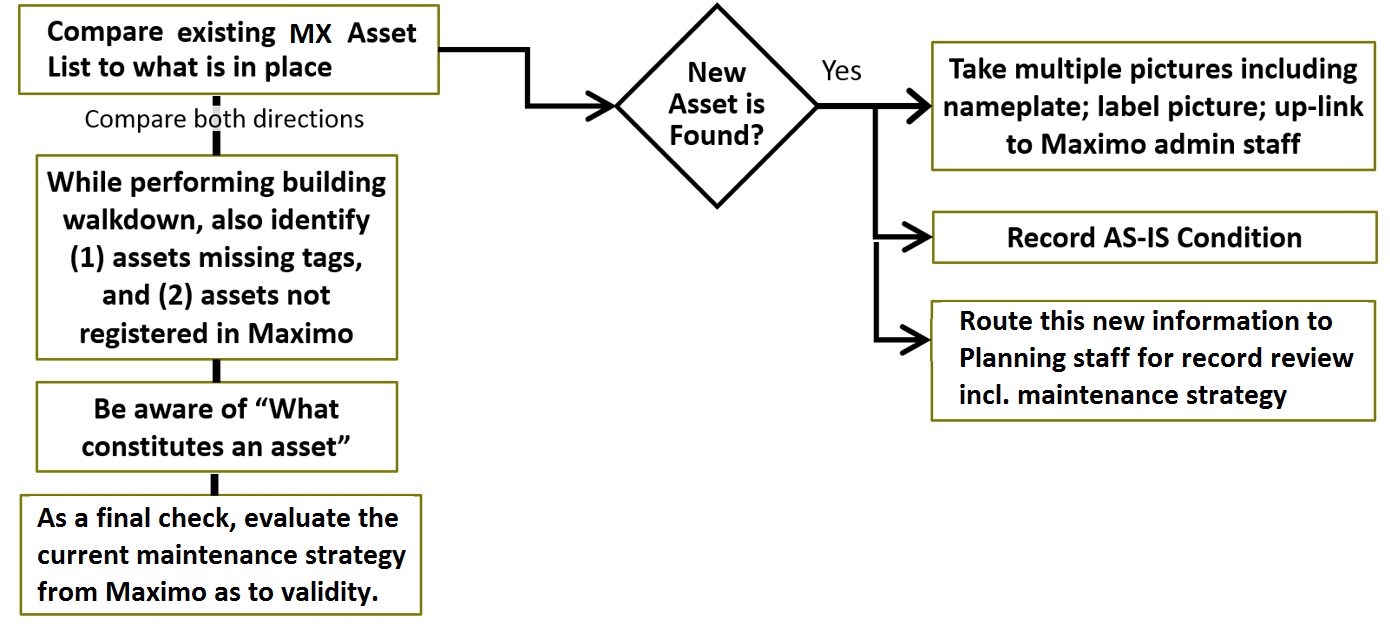 Compare existing MX Asset
List to what is in place
Compare both directions
While performing building
walkdown, also identify
(1) assets missing tags,
and (2) assets not
registered in Maximo
Be aware of “What
constitutes an asset”
As a final check, evaluate the
current maintenance strategy
from Maximo as to validity.
New
Asset is
Found?
Yes
Take multiple pictures including
nameplate; label picture; up-link
to Maximo admin staff
Record AS-IS Condition
Route this new information to
Planning staff for record review
incl. maintenance strategy